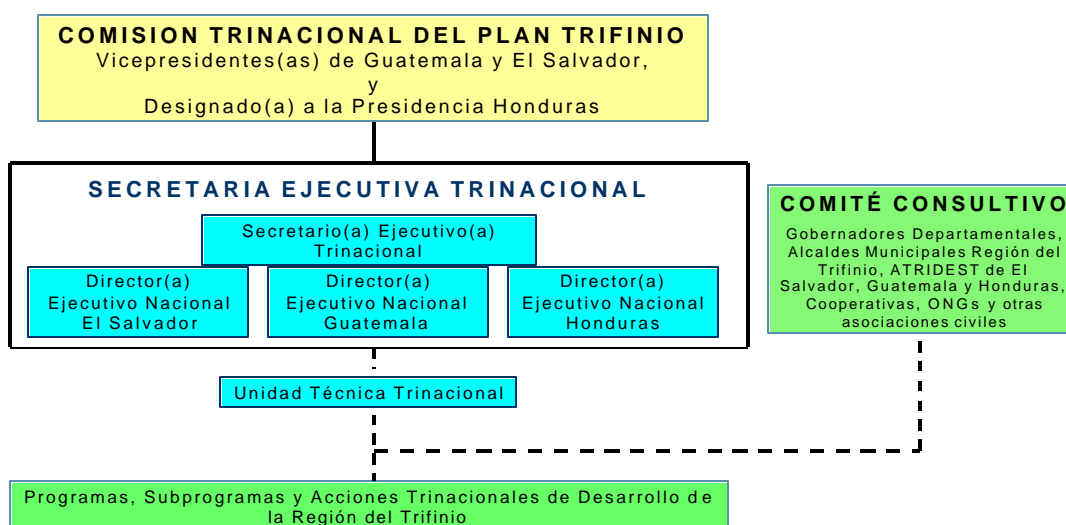 COMISION TRINACIONAL DEL PLAN TRIFINIO
Vicepresidentes(as) de Guatemala y El Salvador,
y
Designado(a) a la Presidencia Honduras
SECRETARIA EJECUTIVA TRINACIONAL
Secretario(a) Ejecutivo(a)
Trinacional
Director(a)
Ejecutivo Nacional
El Salvador
Director(a)
Ejecutivo Nacional
Guatemala
Director(a)
Ejecutivo Nacional
Honduras
COMITÉ CONSULTIVO
Gobernadores Departamentales,
Alcaldes Municipales Región del
Trifinio, ATRIDEST de El
Salvador, Guatemala y Honduras,
Cooperativas, ONGs y otras
asociaciones civiles
Unidad Técnica Trinacional
Programas, Subprogramas y Acciones Trinacionales de Desarrollo de
la Región del Trifinio